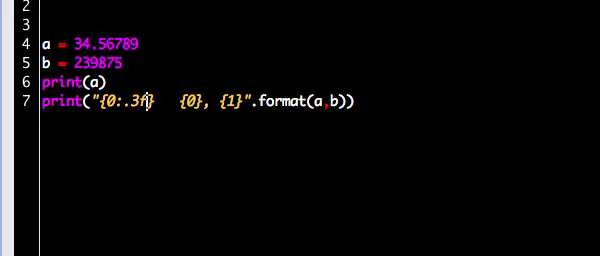 2
3
4 a = 34.56789
5 b = 239875
6 print(a)
7 print("{0:.3f}   {0}, {1}".format(a,b))